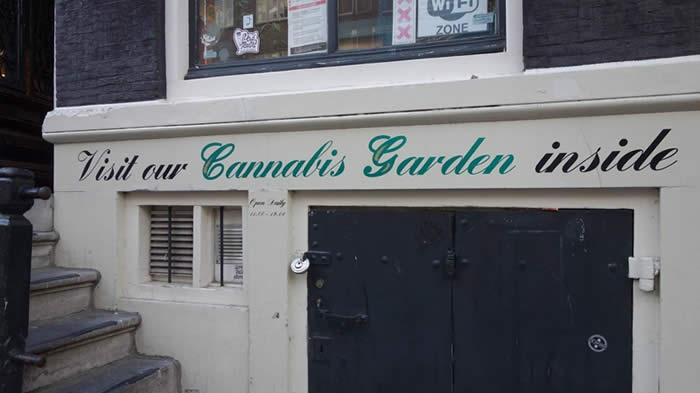 Wi Fi
ZONE
Visit our Cannabis Garden inside
Open Daily